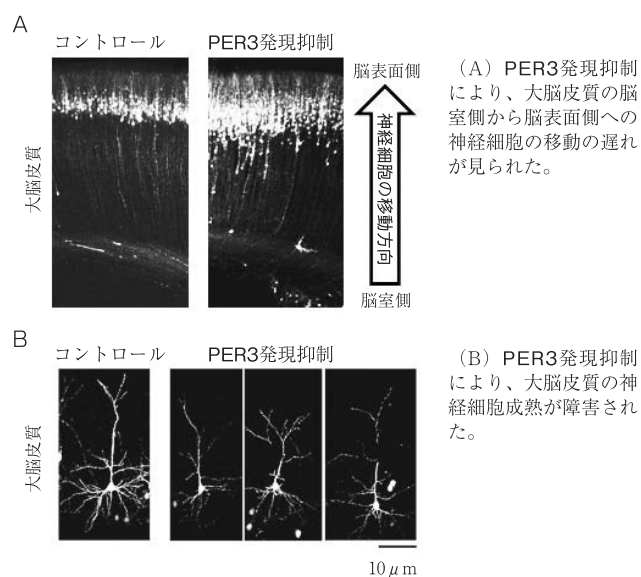 A
コントロール
PER3発現抑制
大脳皮質
脳表面側
神経細胞の移動方向
脳室側
（A）PER3発現抑制
により、大脳皮質の脳
室側から脳表面側への
神経細胞の移動の遅れ
が見られた。
B
コントロール
PER3発現抑制
大脳皮質
10μm
（B）PER3発現抑制
により、大脳皮質の神
経細胞成熟が障害され
た。